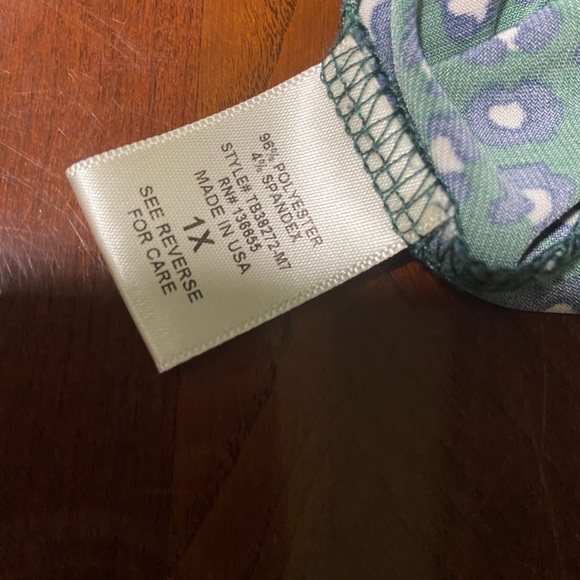 96% POLYESTER
4% SPANDEX
STYLE# TB38272-M7
RN# 136655
MADE IN USA
1X
SEE REVERSE
FOR CARE